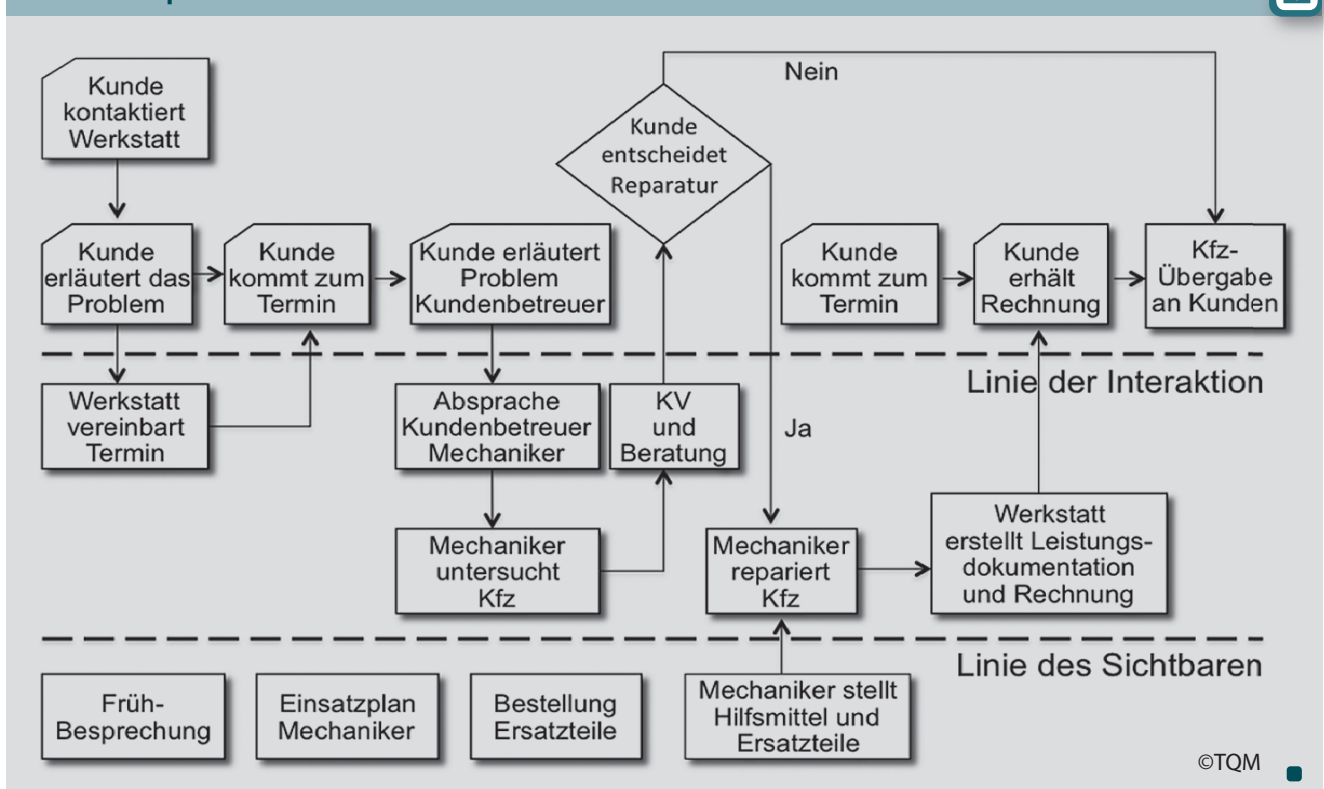 Kunde
kontaktiert
Werkstatt
Nein
Kunde
entscheidet
Reparatur
Kunde
erläutert das
Problem
Kunde
kommt zum
Termin
Kunde erläutert
Problem
Kundenbetreuer
Kunde
kommt zum
Termin
Kunde
erhält
Rechnung
Kfz-
Übergabe
an Kunden
Linie der Interaktion
Werkstatt
vereinbart
Termin
Absprache
Kundenbetreuer
Mechaniker
KV
und
Beratung
Ja
Mechaniker
untersucht
Kfz
Mechaniker
repariert
Kfz
Werkstatt
erstellt Leistungs-
dokumentation
und Rechnung
Linie des Sichtbaren
Früh-
Besprechung
Einsatzplan
Mechaniker
Bestellung
Ersatzteile
Mechaniker stellt
Hilfsmittel und
Ersatzteile
©TQM